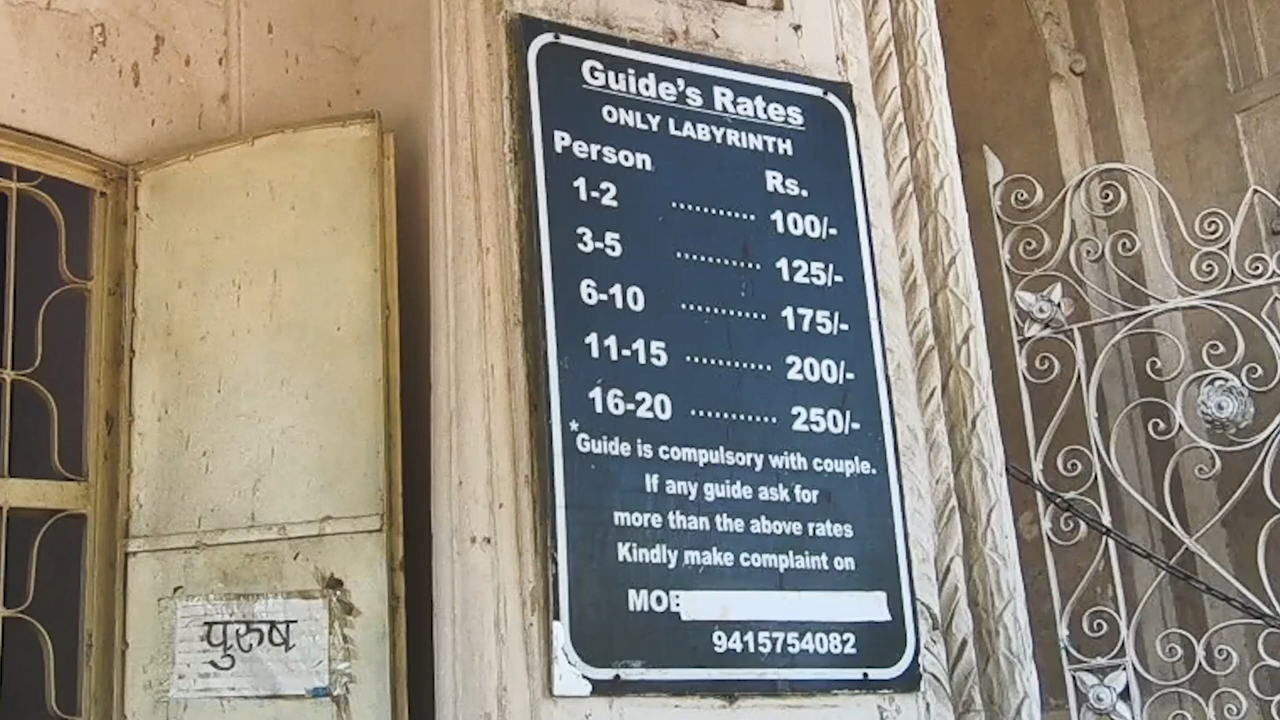 Guide's Rates
ONLY LABYRINTH
Person Rs.
1-2 ........... 100/-
3-5 ........... 125/-
6-10 ........... 175/-
11-15 ........... 200/-
16-20 ........... 250/-
*Guide is compulsory with couple.
If any guide ask for
more than the above rates
Kindly make complaint on
MOB
9415754082
पुरुष